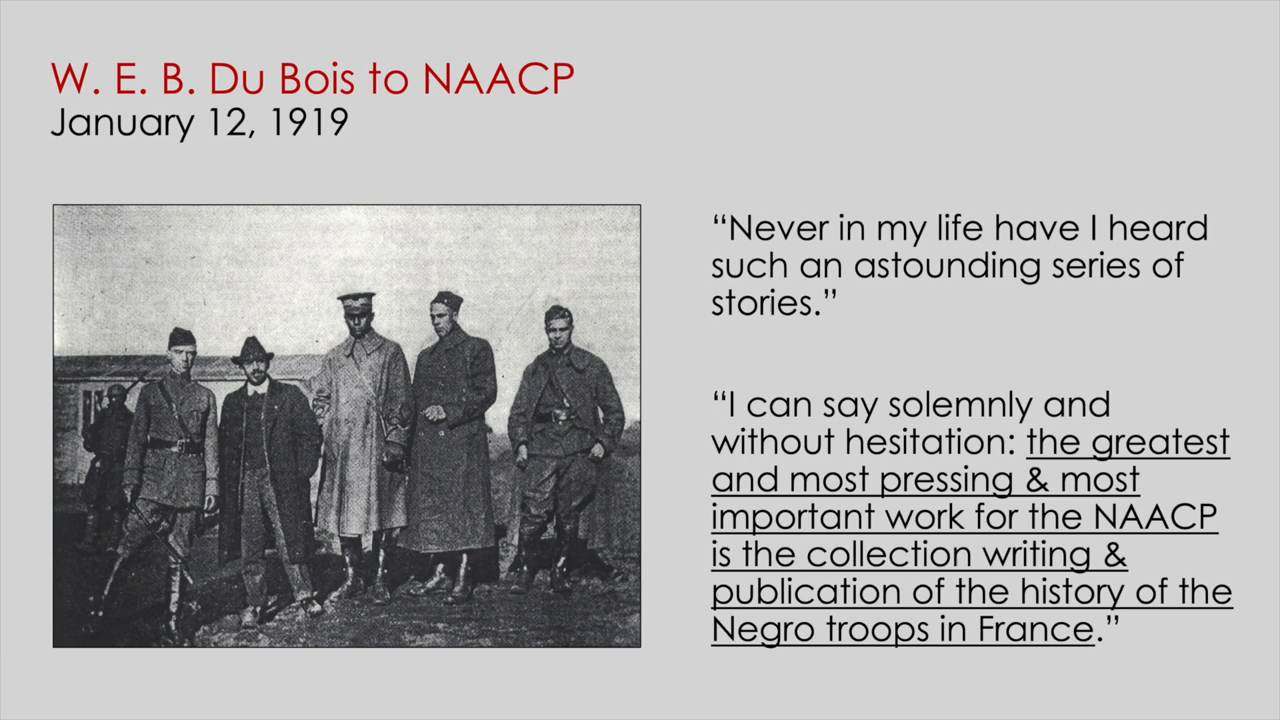 W. E. B. Du Bois to NAACP
January 12, 1919
“Never in my life have I heard
such an astounding series of
stories.”
“I can say solemnly and
without hesitation: the greatest
and most pressing & most
important work for the NAACP
is the collection writing &
publication of the history of the
Negro troops in France.”